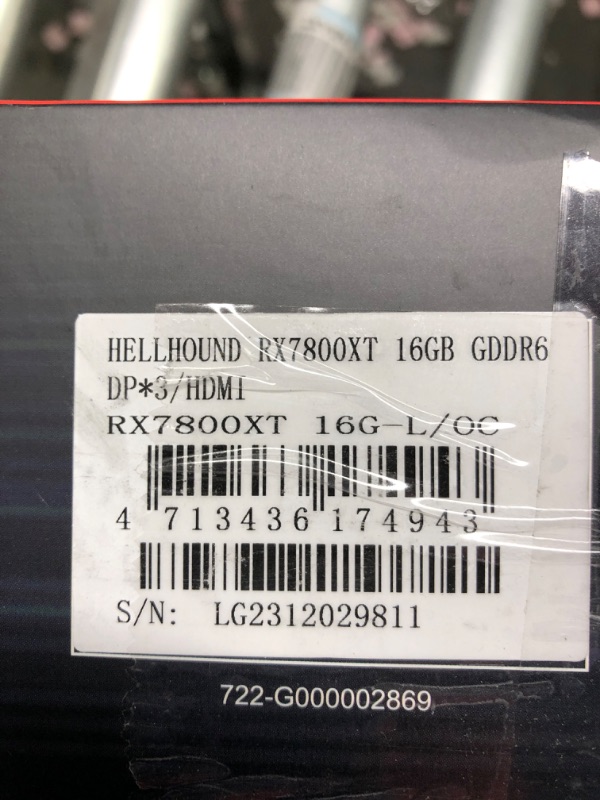 HELLHOUND RX7800XT 16GB GDDR6
DP*3/HDMI
RX7800XT 16G-L/OC
4 713436 174943
S/N: LG2312029811
722-G000002869